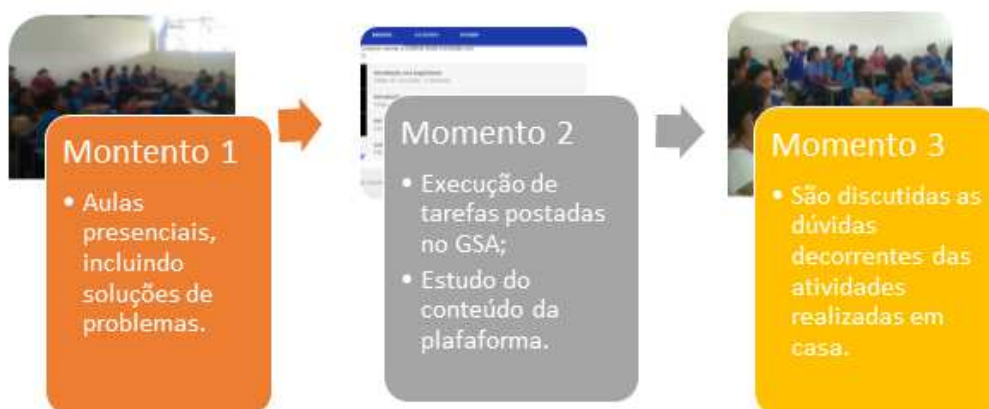 Montento 1
• Aulas
presenciais,
incluindo
soluções de
problemas.
Momento 2
• Execução de
tarefas postadas
no GSA;
• Estudo do
conteúdo da
plafaforma.
Momento 3
• São discutidas as
dúvidas
decorrentes das
atividades
realizadas em
casa.